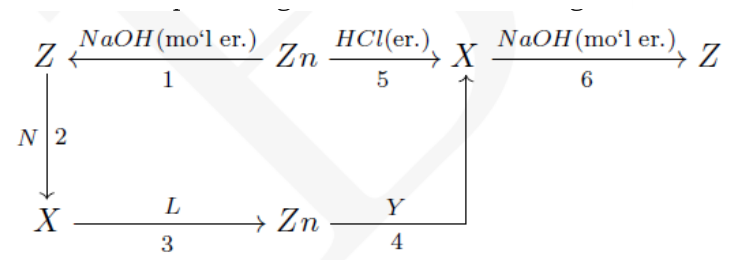 Z NaOH(mo‘l er.) 1 Zn HCl(er.) 5 X NaOH(mo‘l er.) 6 Z
N 2
X L 3 Zn Y 4